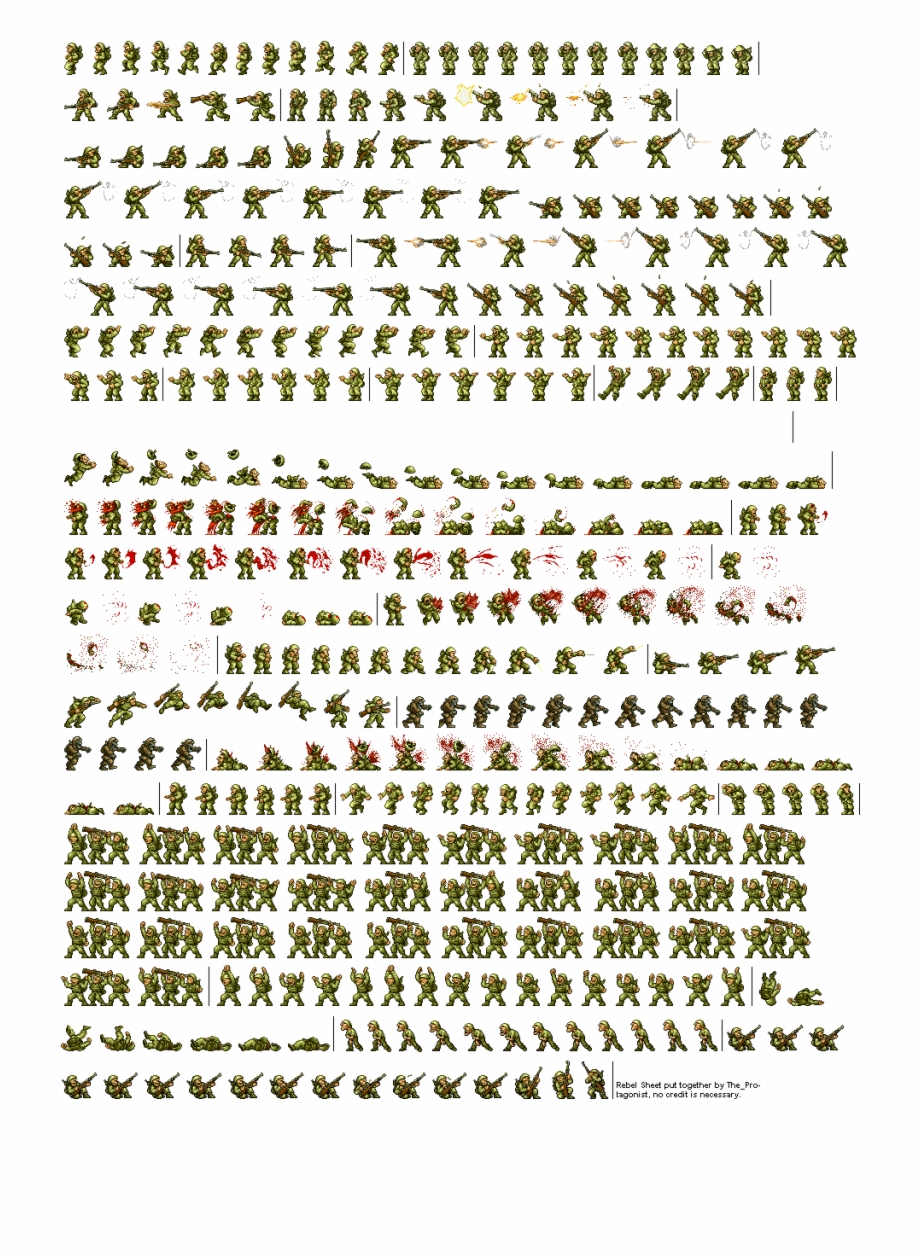 Rebel Sheet put together by The_Pro-
tagonist, no credit is necessary.